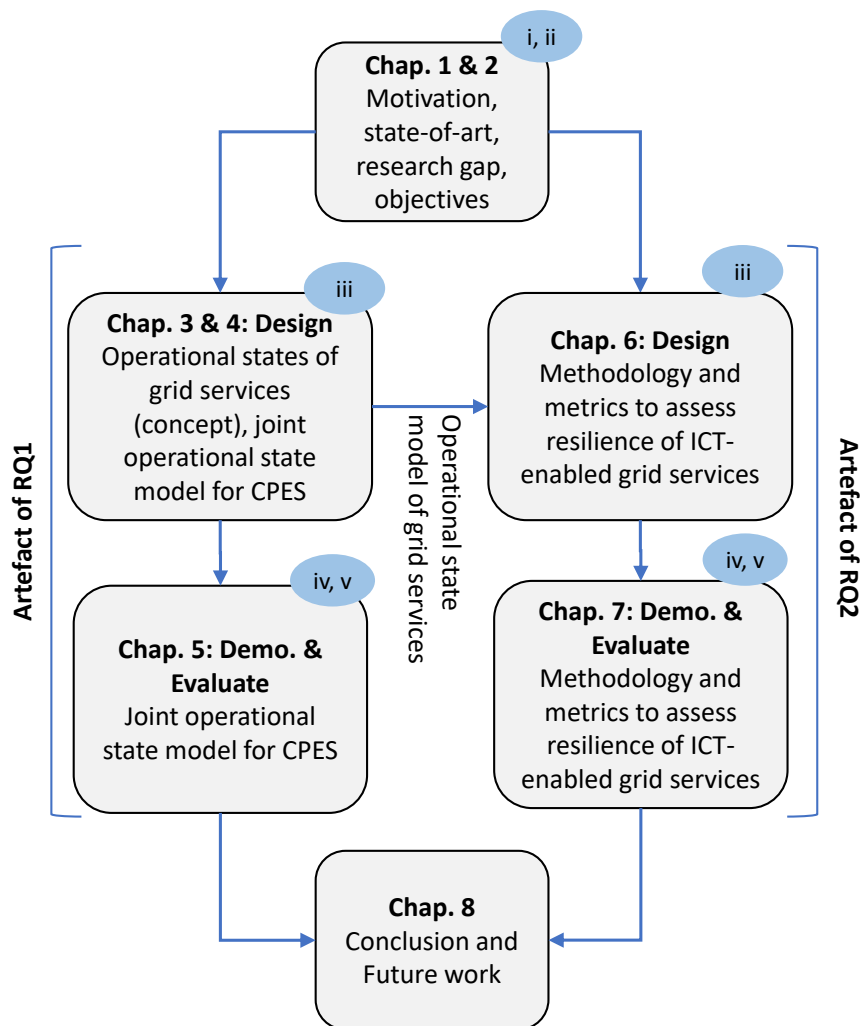 i, ii
Chap. 1 & 2
Motivation,
state-of-art,
research gap,
objectives
iii
Chap. 3 & 4: Design
Operational states of
grid services
(concept), joint
operational state
model for CPES
iii
Chap. 6: Design
Methodology and
metrics to assess
resilience of ICT-
enabled grid services
Operational state
model of grid services
Artefact of RQ1
Artefact of RQ2
iv, v
Chap. 5: Demo. &
Evaluate
Joint operational
state model for CPES
iv, v
Chap. 7: Demo. &
Evaluate
Methodology and
metrics to assess
resilience of ICT-
enabled grid services
Chap. 8
Conclusion and
Future work